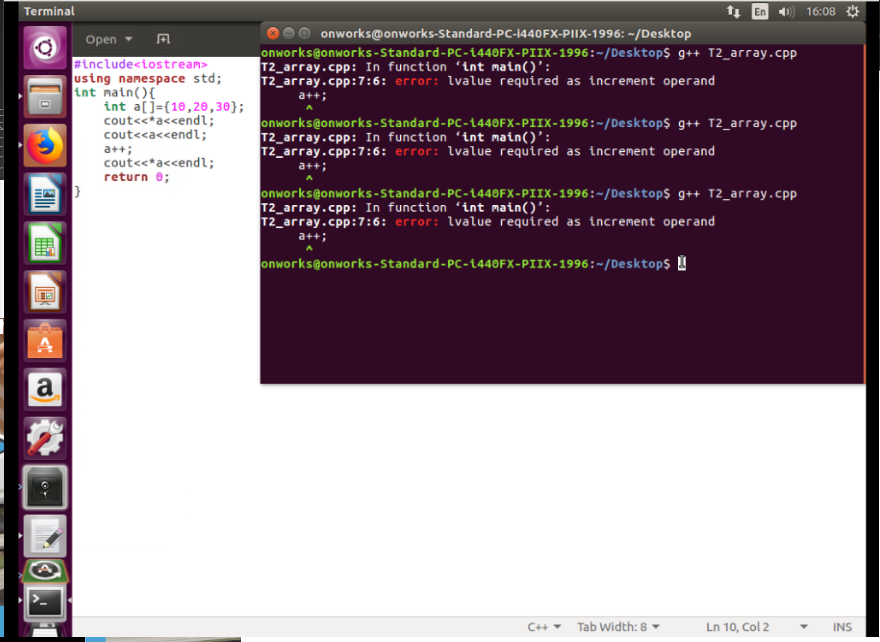 Terminal
En
16:08
Open
onworks@onworks-Standard-PC-i440FX-PIIX-1996: ~/Desktop
#include<iostream>
using namespace std;
int main(){
int a[]={10,20,30};
cout<<*a<<endl;
cout<<a<<endl;
a++;
cout<<*a<<endl;
return 0;
}
onworks@onworks-Standard-PC-i440FX-PIIX-1996:~/Desktop$ g++ T2_array.cpp
T2_array.cpp: In function ‘int main()’:
T2_array.cpp:7:6: error: lvalue required as increment operand
a++;
^
onworks@onworks-Standard-PC-i440FX-PIIX-1996:~/Desktop$ g++ T2_array.cpp
T2_array.cpp: In function ‘int main()’:
T2_array.cpp:7:6: error: lvalue required as increment operand
a++;
^
onworks@onworks-Standard-PC-i440FX-PIIX-1996:~/Desktop$ g++ T2_array.cpp
T2_array.cpp: In function ‘int main()’:
T2_array.cpp:7:6: error: lvalue required as increment operand
a++;
^
onworks@onworks-Standard-PC-i440FX-PIIX-1996:~/Desktop$
C++
Tab Width: 8
Ln 10, Col 2
INS